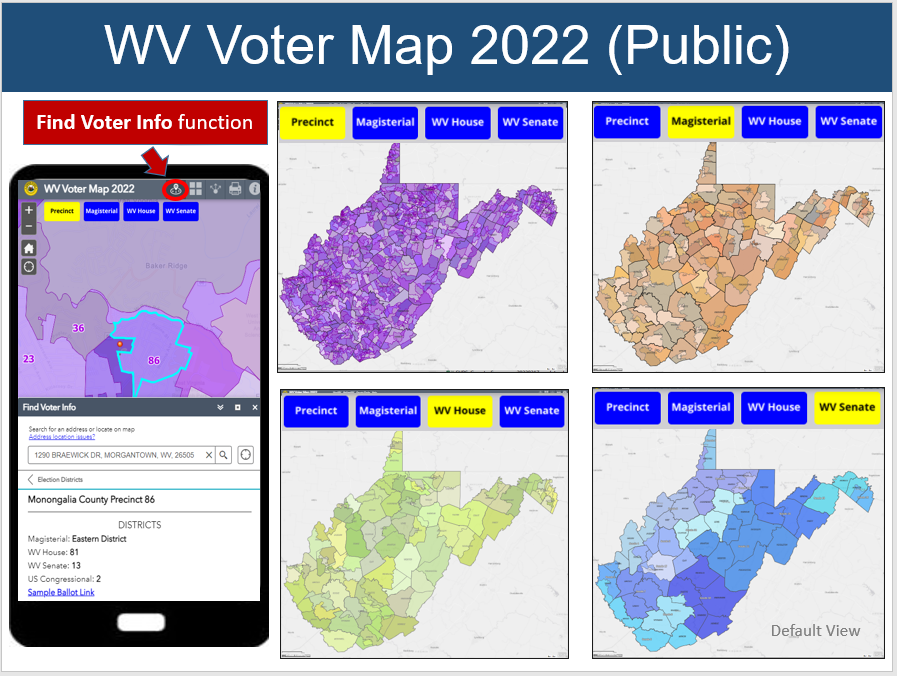 WV Voter Map 2022 (Public)
Find Voter Info function
WV Voter Map 2022
Precinct
Magisterial
WV House
WV Senate
Baker Ridge
36
23
86
Find Voter Info
Search for an address or locate on map
Address location issues?
1290 BRAEWICK DR, MORGANTOWN, WV, 26505
Election Districts
Monongalia County Precinct 86
DISTRICTS
Magisterial: Eastern District
WV House: 81
WV Senate: 13
US Congressional: 2
Sample Ballot Link
Precinct
Magisterial
WV House
WV Senate
Precinct
Magisterial
WV House
WV Senate
Precinct
Magisterial
WV House
WV Senate
Precinct
Magisterial
WV House
WV Senate
Default View